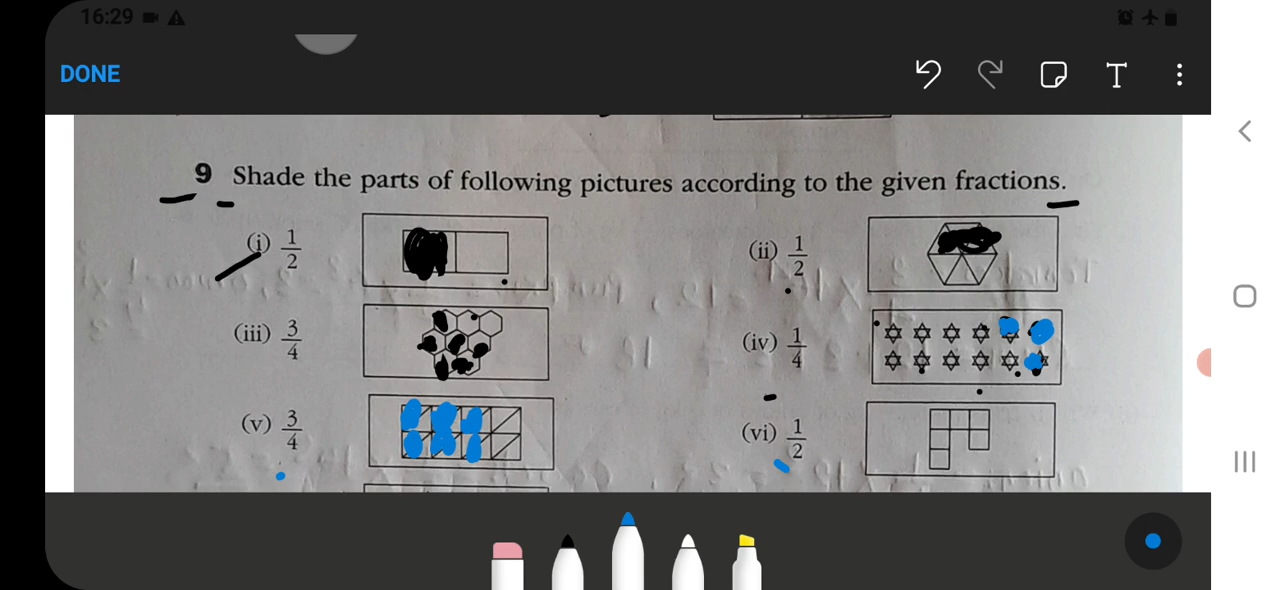 16:29
DONE
T
9 Shade the parts of following pictures according to the given fractions.
(i) 1/2
(ii) 1/2
(iii) 3/4
(iv) 1/4
(v) 3/4
(vi) 1/2